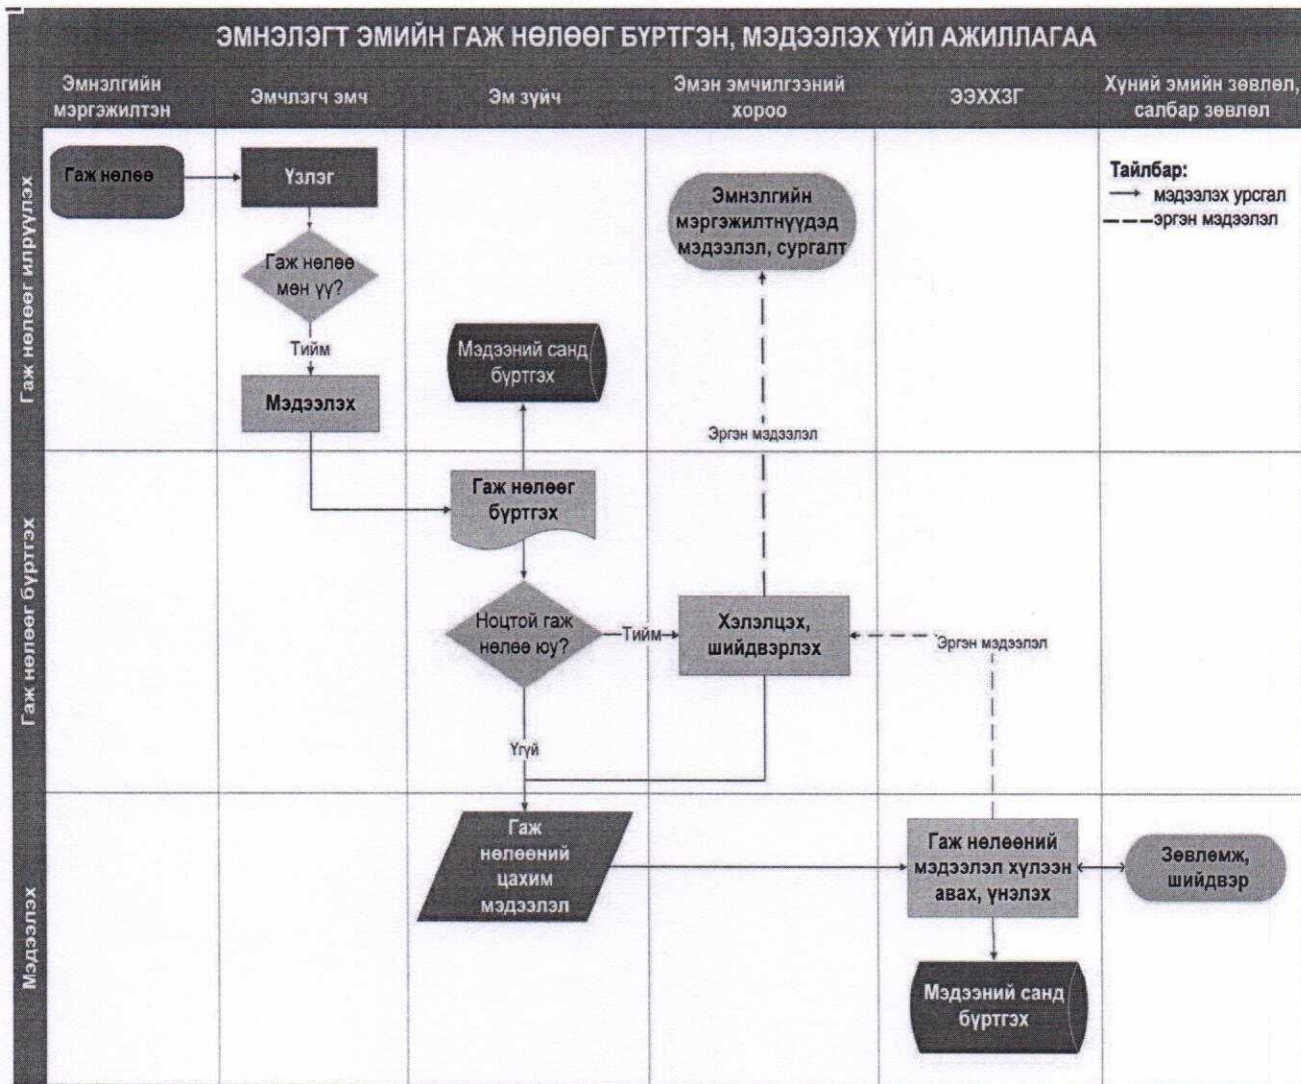 ЭМНЭЛЭГТ ЭМИЙН ГАЖ НӨЛӨӨГ БҮРТГЭН, МЭДЭЭЛЭХ ҮЙЛ АЖИЛЛАГАА
Эмнэлгийн
мэргэжилтэн
Эмчлэгч эмч
Эм зүйч
Эмэн эмчилгээний
хороо
ЭЭХХЗГ
Хүний эмийн зөвлөл,
салбар зөвлөл
Гаж нөлөөг илрүүлэх
Гаж нөлөө
Үзлэг
Гаж нөлөө
мөн үү?
Тийм
Мэдээлэх
Мэдээний санд
бүртгэх
Эмнэлгийн
мэргэжилтнүүдэд
мэдээлэл, сургалт
Эргэн мэдээлэл
Тайлбар:
мэдээлэх урсгал
эргэн мэдээлэл
Гаж нөлөөг бүртгэх
Гаж нөлөөг
бүртгэх
Ноцтой гаж
нөлөө юу?
Тийм
Хэлэлцэх,
шийдвэрлэх
Эргэн мэдээлэл
Үгүй
Мэдээлэх
Гаж
нөлөөний
цахим
мэдээлэл
Гаж нөлөөний
мэдээлэл хүлээн
авах, үнэлэх
Зөвлөмж,
шийдвэр
Мэдээний санд
бүртгэх